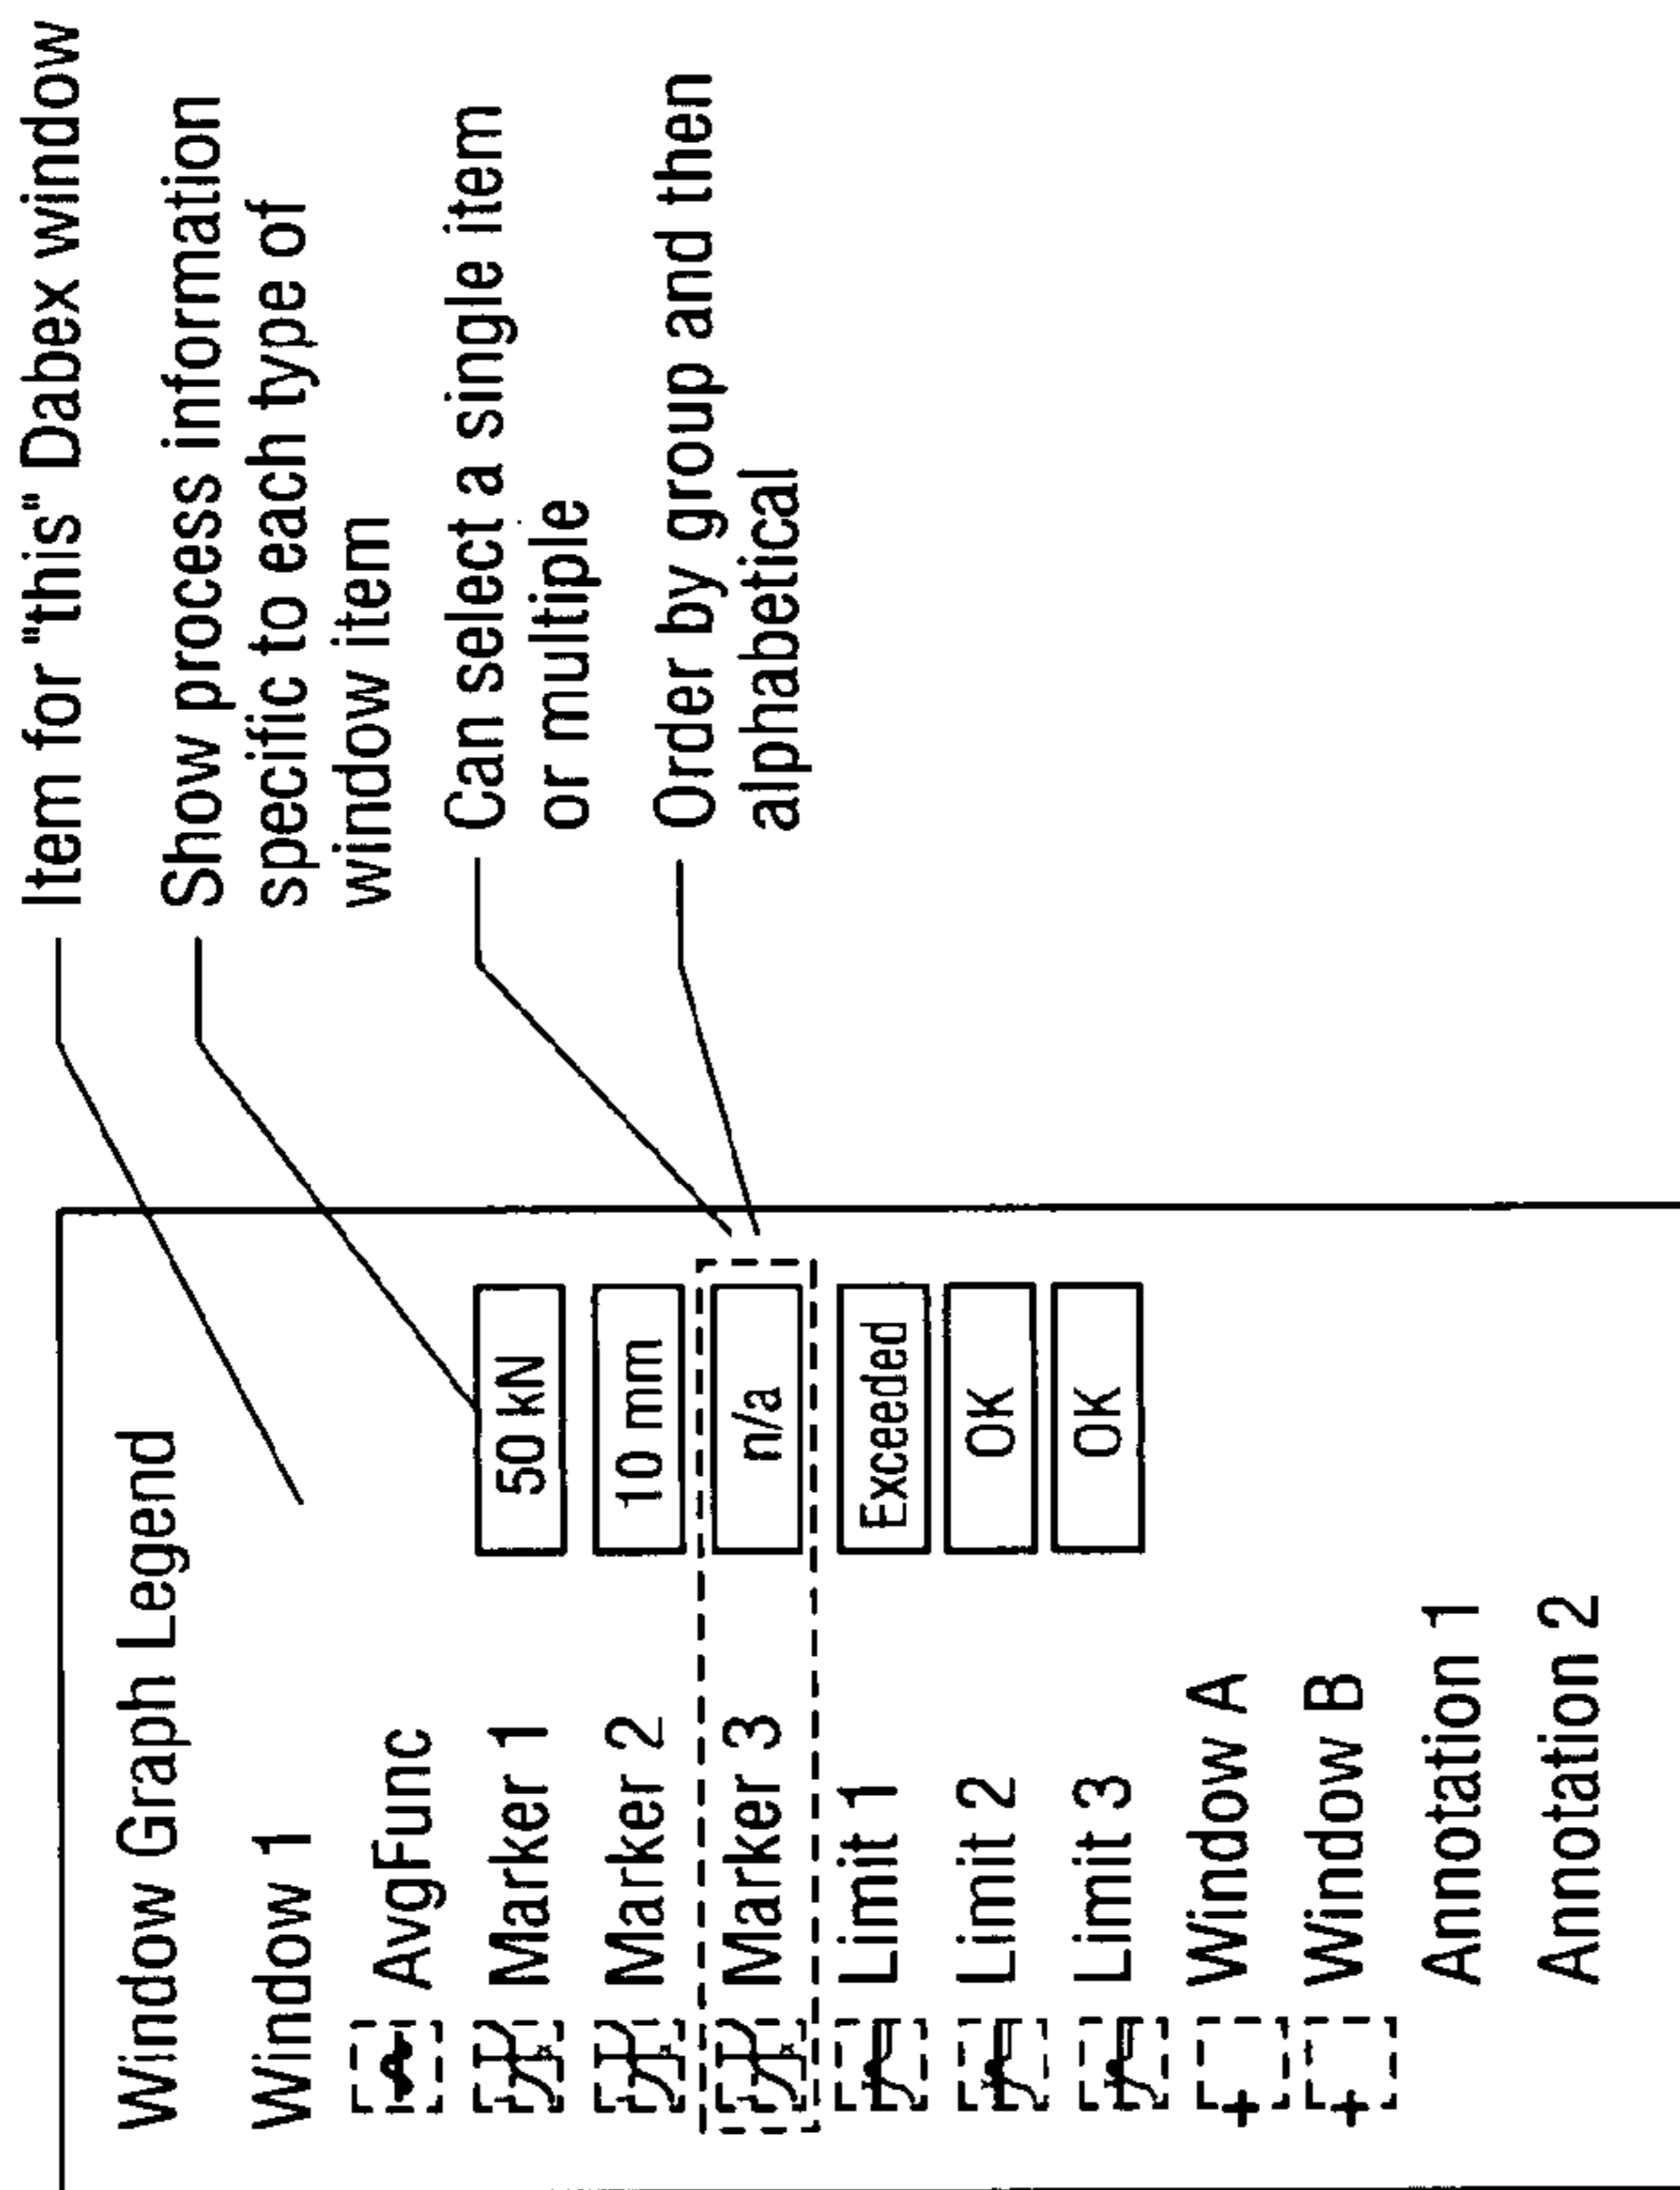 Window Graph Legend
Window 1
AvgFunc
Marker 1 50 kN
Marker 2 10 mm
Marker 3 n/a
Limit 1 Exceeded
Limit 2 OK
Limit 3 OK
Window A
Window B
Annotation 1
Annotation 2
Item for "this" Dabex window
Show process information
specific to each type of
window item
Can select a single item
or multiple
Order by group and then
alphabetical